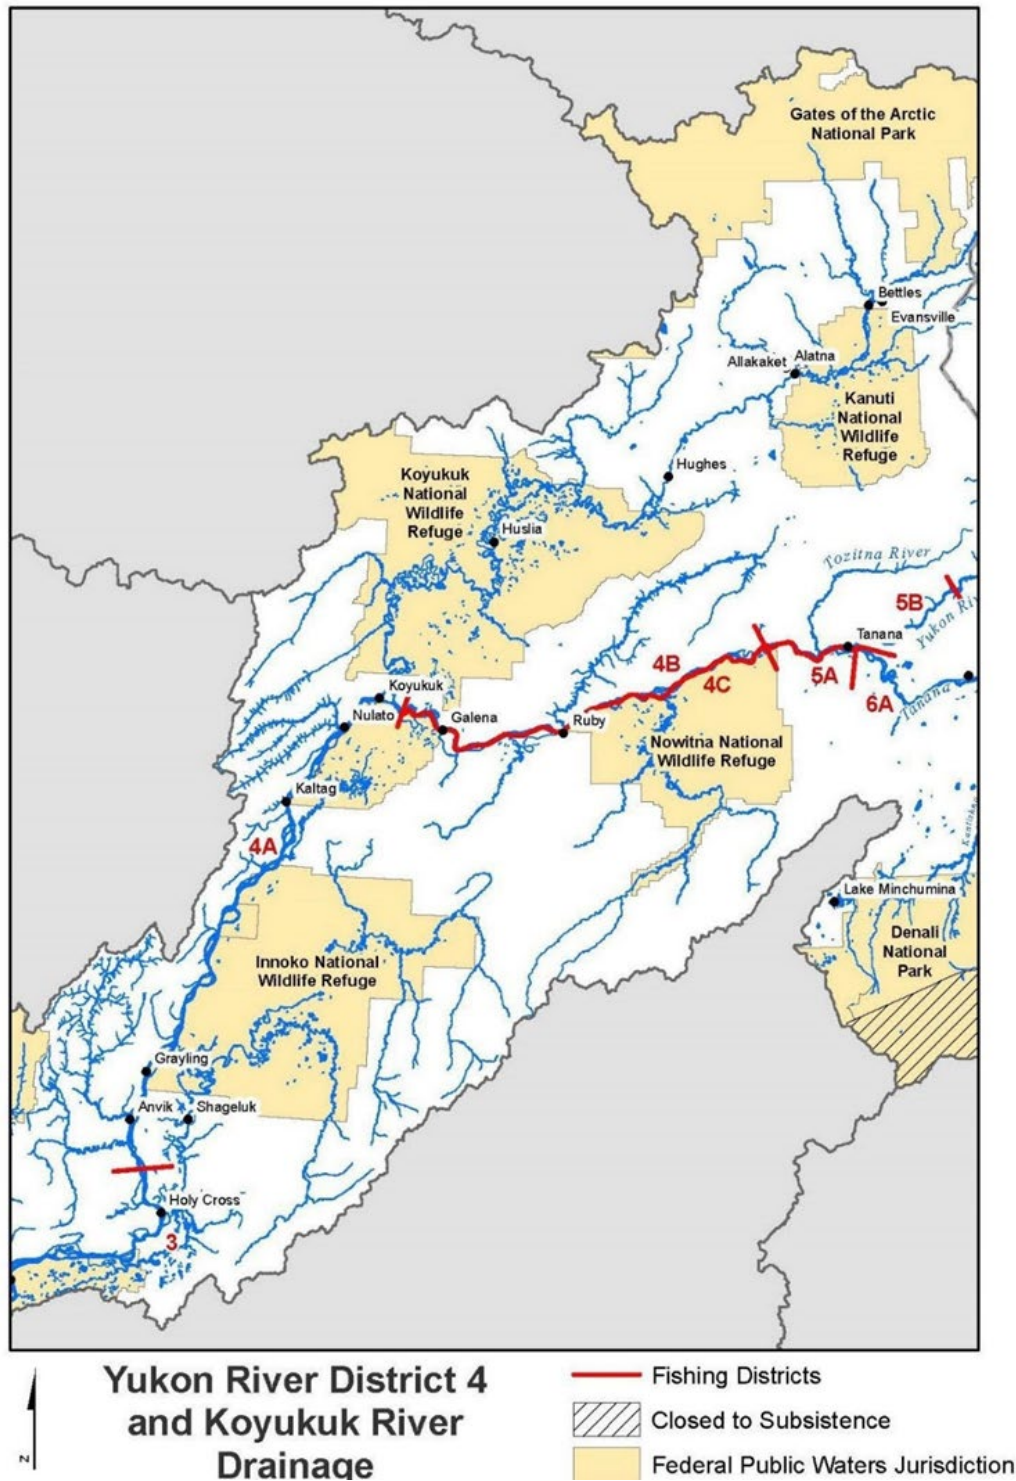 Gates of the Arctic
National Park
Bettles
Evansville
Allakaket
Alatna
Kanuti
National
Wildlife
Refuge
Hughes
Koyukuk
National
Wildlife
Refuge
Huslia
Tozitna River
5B
Tanana
4B
4C
5A
6A
Tanana
Koyukuk
Nulato
Galena
Ruby
Nowitna National
Wildlife Refuge
Kaltag
4A
Lake Minchumina
Denali
National
Park
Innoko National
Wildlife Refuge
Grayling
Anvik
Shageluk
Holy Cross
3
Yukon River District 4
and Koyukuk River
Drainage
N
Fishing Districts
Closed to Subsistence
Federal Public Waters Jurisdiction